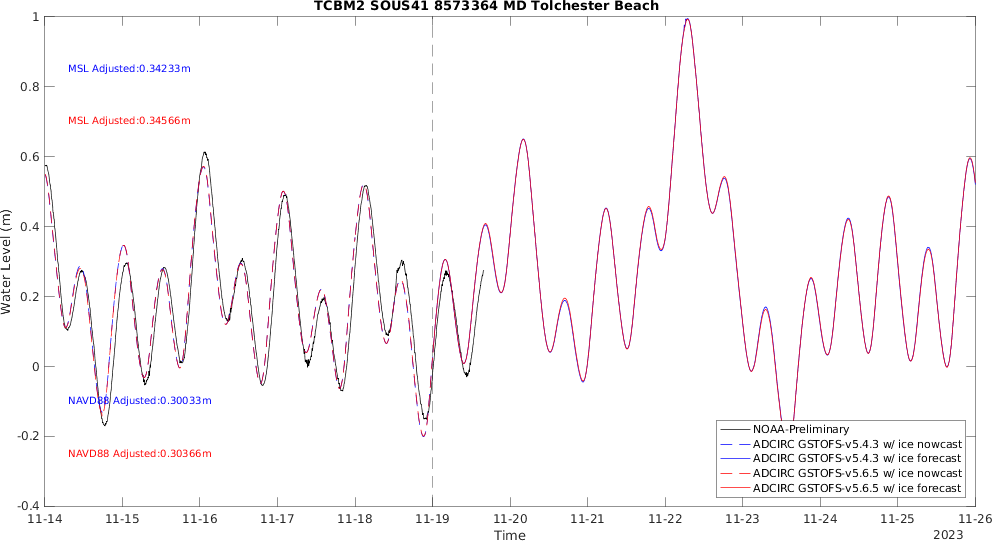 TCBM2 SOUS41 8573364 MD Tolchester Beach
Water Level (m)
1
0.8
0.6
0.4
0.2
0
-0.2
-0.4
MSL Adjusted:0.34233m
MSL Adjusted:0.34566m
NAVD88 Adjusted:0.30033m
NAVD88 Adjusted:0.30366m
NOAA-Preliminary
ADCIRC GSTOFS-v5.4.3 w/ ice nowcast
ADCIRC GSTOFS-v5.4.3 w/ ice forecast
ADCIRC GSTOFS-v5.6.5 w/ ice nowcast
ADCIRC GSTOFS-v5.6.5 w/ ice forecast
11-14 11-15 11-16 11-17 11-18 11-19 11-20 11-21 11-22 11-23 11-24 11-25 11-26
Time
2023